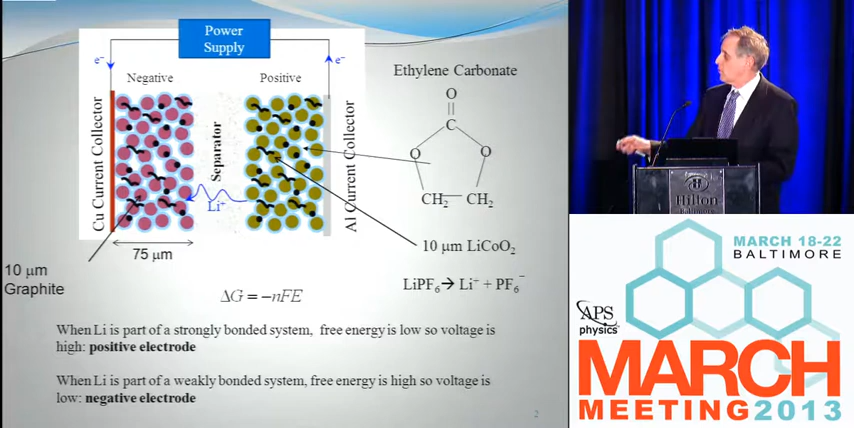 Power
Supply
e-
e-
Negative
Positive
Cu Current Collector
Separator
Al Current Collector
Li+
75 μm
10 μm
Graphite
Ethylene Carbonate
O
C
O
O
CH2
CH2
10 μm LiCoO2
LiPF6→ Li- + PF6-
ΔG = -nFE
When Li is part of a strongly bonded system, free energy is low so voltage is
high: positive electrode
When Li is part of a weakly bonded system, free energy is high so voltage is
low: negative electrode
2
Hilton
Baltimore
MARCH 18-22
BALTIMORE
APS
physics
MARCH
MEETING2013